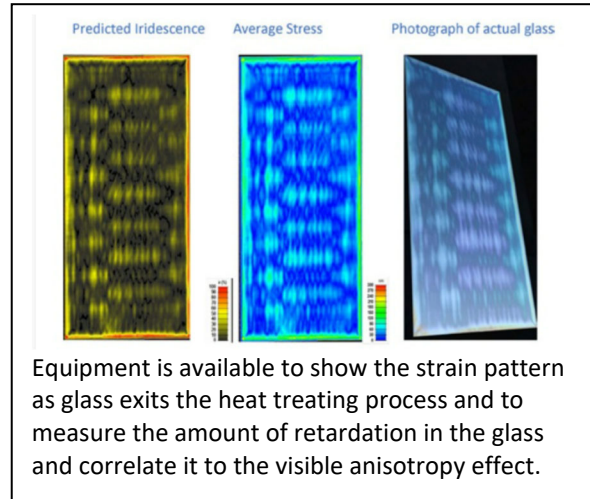 Predicted Iridescence Average Stress Photograph of actual glass
Equipment is available to show the strain pattern
as glass exits the heat treating process and to
measure the amount of retardation in the glass
and correlate it to the visible anisotropy effect.